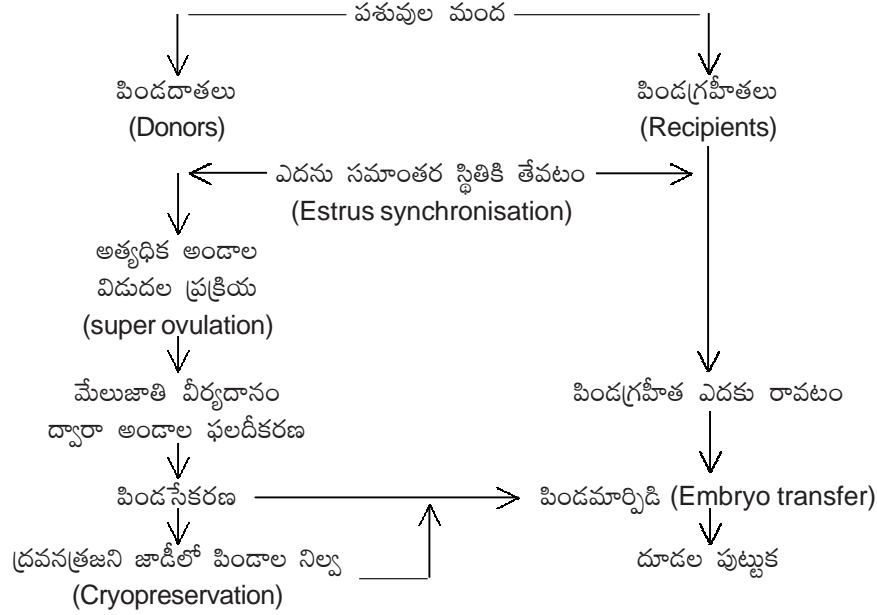 పశువుల మంద
పిండదాతలు
(Donors)
పిండగ్రహీతలు
(Recipients)
ఎదను సమాంతర స్థితికి తేవటం
(Estrus synchronisation)
అత్యధిక అండాల
విడుదల ప్రక్రియ
(super ovulation)
మేలుజాతి వీర్యదానం
ద్వారా అండాల ఫలదీకరణ
పిండగ్రహీత ఎదకు రావటం
పిండసేకరణ
పిండమార్పిడి (Embryo transfer)
ద్రవనత్రజని జాడీలో పిండాల నిల్వ
(Cryopreservation)
దూడల పుట్టుక